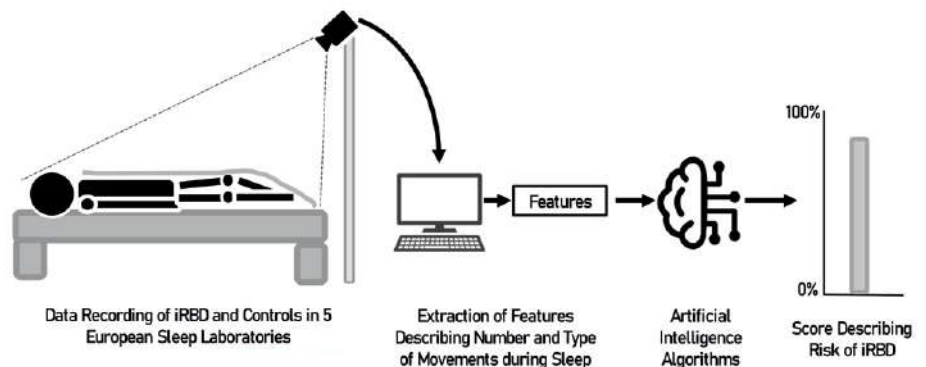 100%
Features
0%
Data Recording of iRBD and Controls in 5
European Sleep Laboratories
Extraction of Features
Describing Number and Type
of Movements during Sleep
Artificial
Intelligence
Algorithms
Score Describing
Risk of iRBD